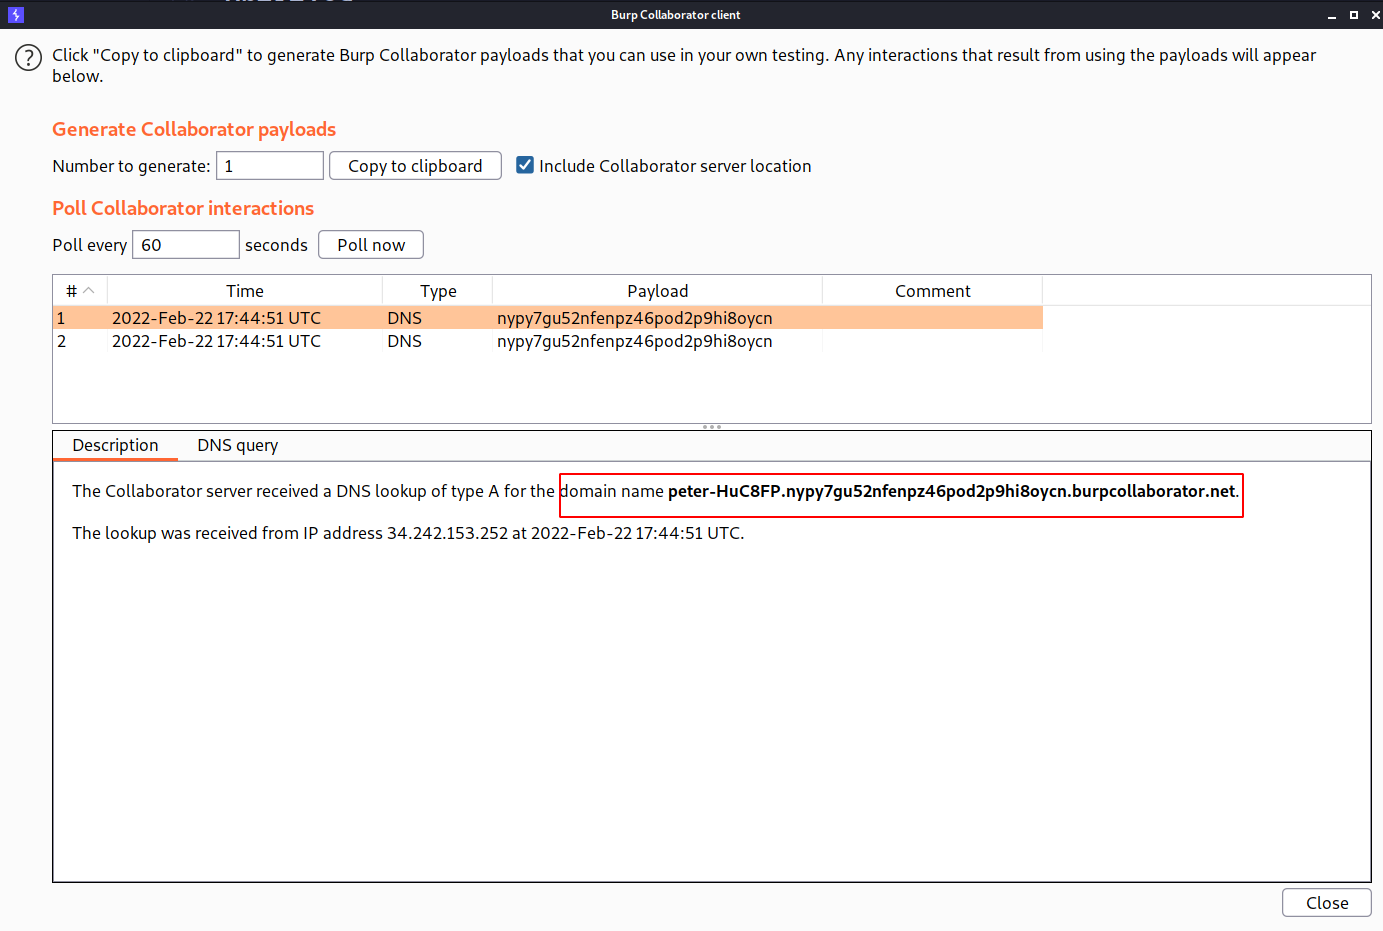 Burp Collaborator client
Click "Copy to clipboard" to generate Burp Collaborator payloads that you can use in your own testing. Any interactions that result from using the payloads will appear
below.
Generate Collaborator payloads
Number to generate: 1 Copy to clipboard Include Collaborator server location
Poll Collaborator interactions
Poll every 60 seconds Poll now
# Time Type Payload Comment
1 2022-Feb-22 17:44:51 UTC DNS nypy7gu52nfenpz46pod2p9hi8oycn
2 2022-Feb-22 17:44:51 UTC DNS nypy7gu52nfenpz46pod2p9hi8oycn
Description DNS query
The Collaborator server received a DNS lookup of type A for the domain name peter-HuC8FP.nypy7gu52nfenpz46pod2p9hi8oycn.burpcollaborator.net.
The lookup was received from IP address 34.242.153.252 at 2022-Feb-22 17:44:51 UTC.
Close